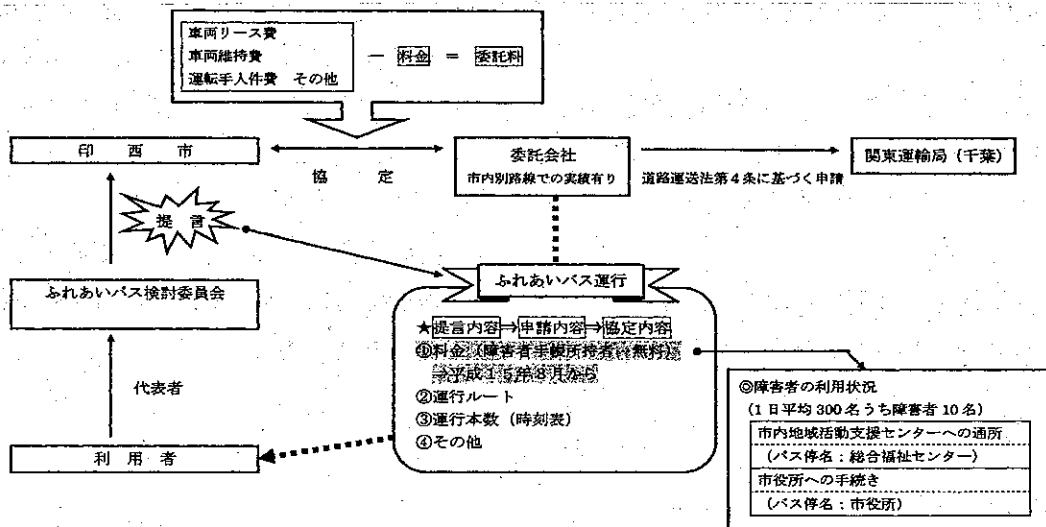 車両リース費
車両維持費
運転手人件費 その他
－ 料金 ＝ 委託料
印西市
協定
委託会社
市内別路線での実績有り
道路運送法第4条に基づく申請
関東運輸局（千葉）
提言
ふれあいバス検討委員会
代表者
利用者
ふれあいバス運行
★提言内容⇒申請内容⇒協定内容
①料金（障害者手帳所持者：無料）
⇒平成15年8月から
②運行ルート
③運行本数（時刻表）
④その他
◎障害者の利用状況
（1日平均300名うち障害者10名）
市内地域活動支援センターへの通所
（バス停名：総合福祉センター）
市役所への手続き
（バス停名：市役所）